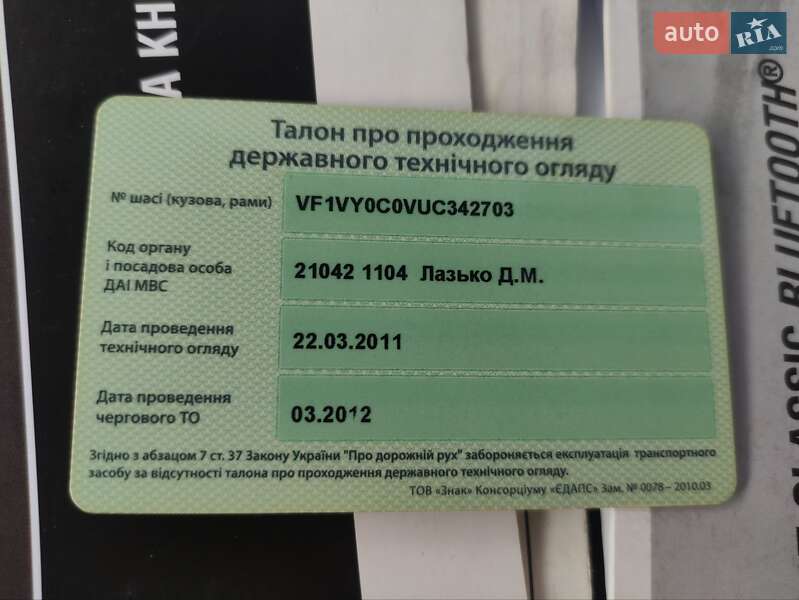 auto RIA .com
А КН
CLASSIC BLUETOOTH®
Талон про проходження
державного технічного огляду
№ шасі (кузова, рами) VF1VY0C0VUC342703
Код органу
і посадова особа
ДАІ МВС
21042 1104 Лазько Д.М.
Дата проведення
технічного огляду
22.03.2011
Дата проведення
чергового ТО
03.2012
Згідно з абзацом 7 ст. 37 Закону України "Про дорожній рух" забороняється експлуатація транспортного
засобу за відсутності талона про проходження державного технічного огляду.
ТОВ «Знак» Консорціуму «ЄДАПС» Зам. № 0078 – 2010.03